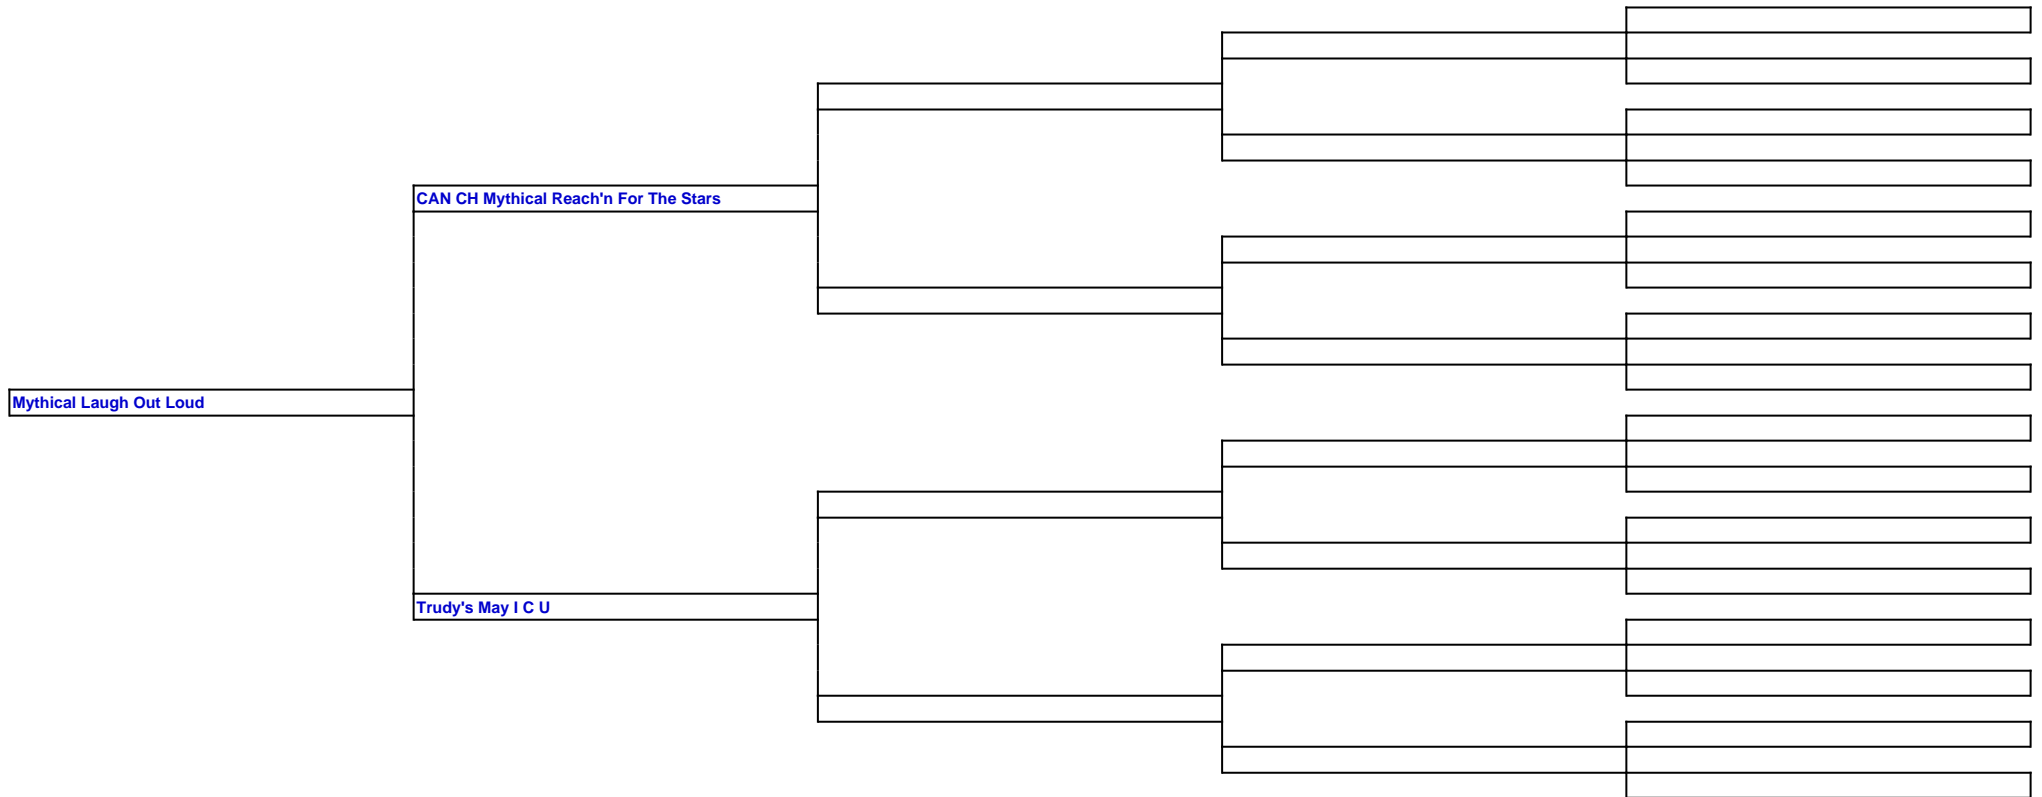 CAN CH Mythical Reach'n For The Stars
Mythical Laugh Out Loud
Trudy's May I C U